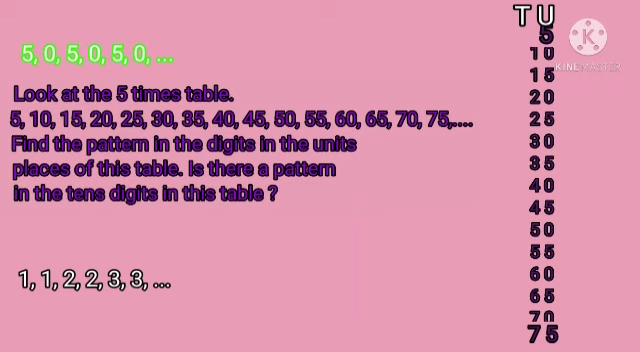 T U
5, 0, 5, 0, 5, 0, ...
Look at the 5 times table.
5, 10, 15, 20, 25, 30, 35, 40, 45, 50, 55, 60, 65, 70, 75,....
Find the pattern in the digits in the units
places of this table. Is there a pattern
in the tens digits in this table ?
1, 1, 2, 2, 3, 3, ...
5
10
15
20
25
30
35
40
45
50
55
60
65
70
75
K
KINEMASTER